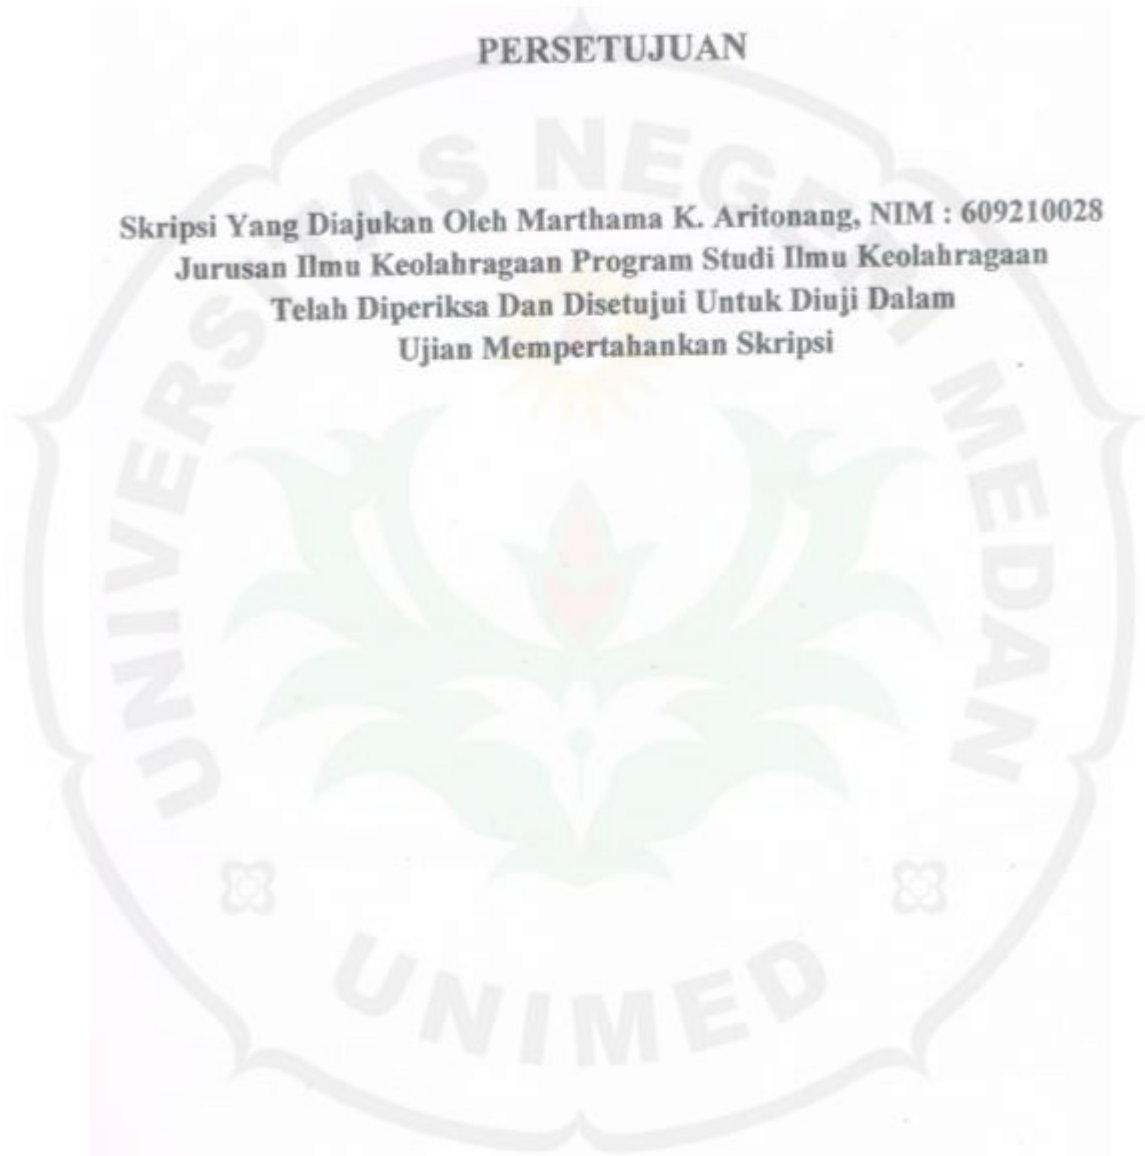 PERSETUJUAN
Skripsi Yang Diajukan Oleh Marthama K. Aritonang, NIM : 609210028
Jurusan Ilmu Keolahragaan Program Studi Ilmu Keolahragaan
Telah Diperiksa Dan Disetujui Untuk Diuji Dalam
Ujian Mempertahankan Skripsi
UNIVERSITAS NEGERI MEDAN
UNIMED